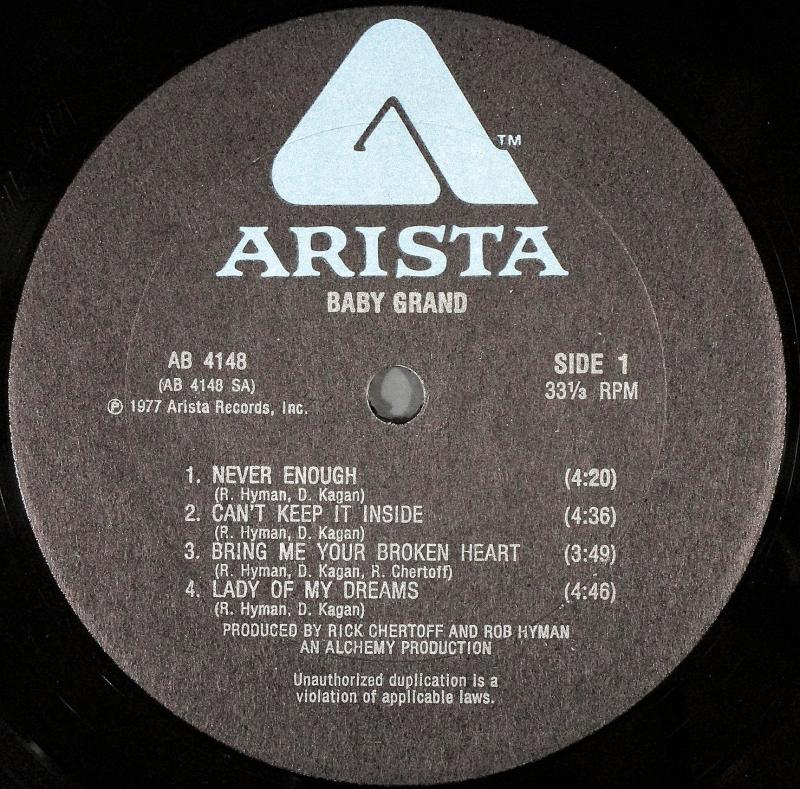 TM
ARISTA
BABY GRAND
AB 4148
(AB 4148 SA)
℗ 1977 Arista Records, Inc.
SIDE 1
33⅓ RPM
1. NEVER ENOUGH (4:20)
(R. Hyman, D. Kagan)
2. CAN'T KEEP IT INSIDE (4:36)
(R. Hyman, D. Kagan)
3. BRING ME YOUR BROKEN HEART (3:49)
(R. Hyman, D. Kagan, R. Chertoff)
4. LADY OF MY DREAMS (4:46)
(R. Hyman, D. Kagan)
PRODUCED BY RICK CHERTOFF AND ROB HYMAN
AN ALCHEMY PRODUCTION
Unauthorized duplication is a
violation of applicable laws.